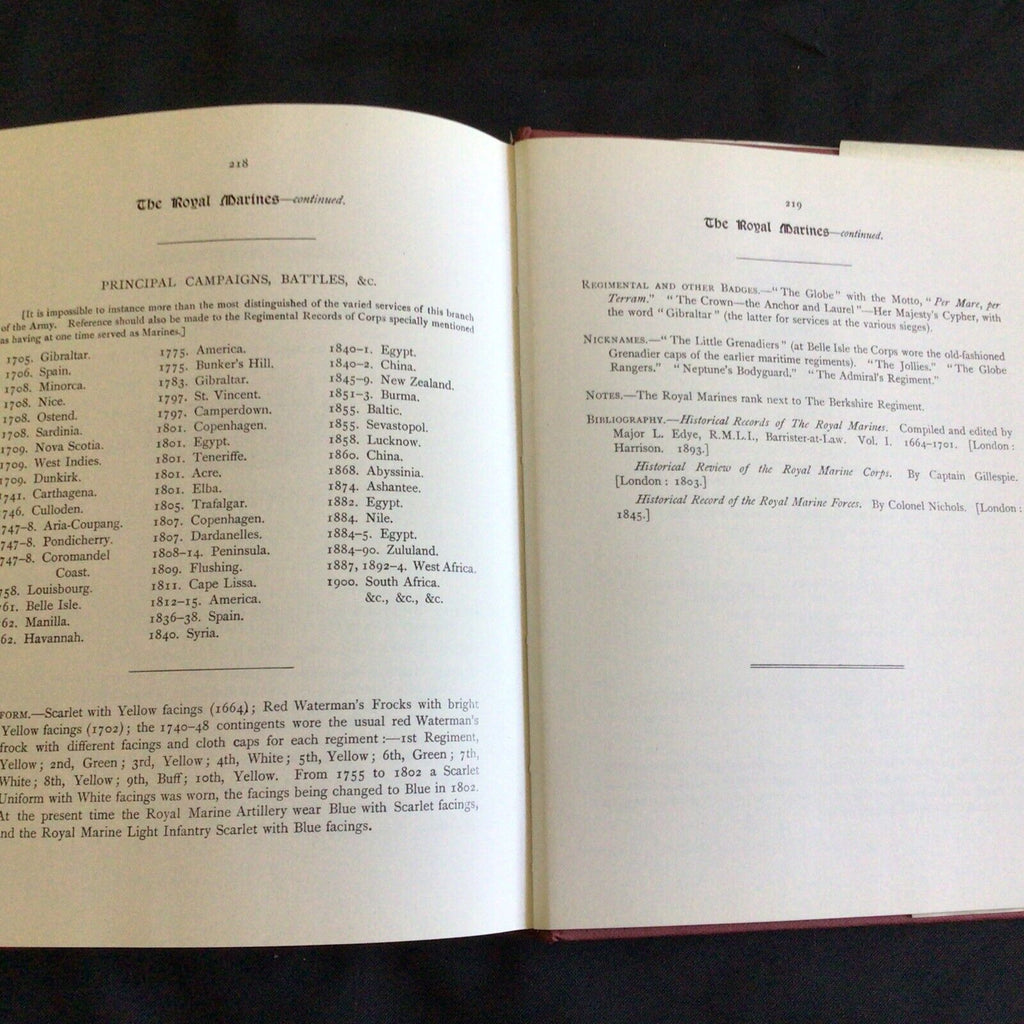 218
The Royal Marines—continued.
PRINCIPAL CAMPAIGNS, BATTLES, &c.
[It is impossible to instance more than the most distinguished of the varied services of this branch
of the Army. Reference should also be made to the Regimental Records of Corps specially mentioned
as having at one time served as Marines.]
1705. Gibraltar.
1706. Spain.
1708. Minorca.
1708. Nice.
1708. Ostend.
1708. Sardinia.
1709. Nova Scotia.
1709. West Indies.
1709. Dunkirk.
1741. Carthagena.
1746. Culloden.
747–8. Aria-Coupang.
747–8. Pondicherry.
747–8. Coromandel
Coast.
758. Louisbourg.
61. Belle Isle.
62. Manilla.
62. Havannah.
1775. America.
1775. Bunker's Hill.
1783. Gibraltar.
1797. St. Vincent.
1797. Camperdown.
1801. Copenhagen.
1801. Egypt.
1801. Teneriffe.
1801. Acre.
1801. Elba.
1805. Trafalgar.
1807. Copenhagen.
1807. Dardanelles.
1808–14. Peninsula.
1809. Flushing.
1811. Cape Lissa.
1812–15. America.
1836–38. Spain.
1840. Syria.
1840–1. Egypt.
1840–2. China.
1845–9. New Zealand.
1851–3. Burma.
1855. Baltic.
1855. Sevastopol.
1858. Lucknow.
1860. China.
1868. Abyssinia.
1874. Ashantee.
1882. Egypt.
1884. Nile.
1884–5. Egypt.
1884–90. Zululand.
1887, 1892–4. West Africa.
1900. South Africa.
&c., &c., &c.
FORM.—Scarlet with Yellow facings (1664); Red Waterman's Frocks with bright
Yellow facings (1702); the 1740–48 contingents wore the usual red Waterman's
frock with different facings and cloth caps for each regiment:—1st Regiment,
Yellow; 2nd, Green; 3rd, Yellow; 4th, White; 5th, Yellow; 6th, Green; 7th,
White; 8th, Yellow; 9th, Buff; 10th, Yellow. From 1755 to 1802 a Scarlet
Uniform with White facings was worn, the facings being changed to Blue in 1802.
At the present time the Royal Marine Artillery wear Blue with Scarlet facings,
nd the Royal Marine Light Infantry Scarlet with Blue facings.
219
The Royal Marines—continued.
REGIMENTAL AND OTHER BADGES.—"The Globe" with the Motto, "Per Mare, per
Terram." "The Crown—the Anchor and Laurel"—Her Majesty's Cypher, with
the word "Gibraltar" (the latter for services at the various sieges).
NICKNAMES.—"The Little Grenadiers" (at Belle Isle the Corps wore the old-fashioned
Grenadier caps of the earlier maritime regiments). "The Jollies." "The Globe
Rangers." "Neptune's Bodyguard." "The Admiral's Regiment."
NOTES.—The Royal Marines rank next to The Berkshire Regiment.
BIBLIOGRAPHY.—Historical Records of The Royal Marines. Compiled and edited by
Major L. Edye, R.M.L.I., Barrister-at-Law. Vol. I. 1664–1701. [London:
Harrison. 1893.]
Historical Review of the Royal Marine Corps. By Captain Gillespie.
[London: 1803.]
Historical Record of the Royal Marine Forces. By Colonel Nichols. [London:
1845.]